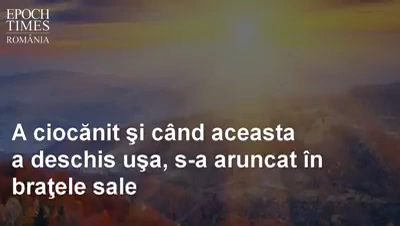 EPOCH
TIMES
ROMÂNIA
A ciocănit şi când aceasta
a deschis uşa, s-a aruncat în
braţele sale